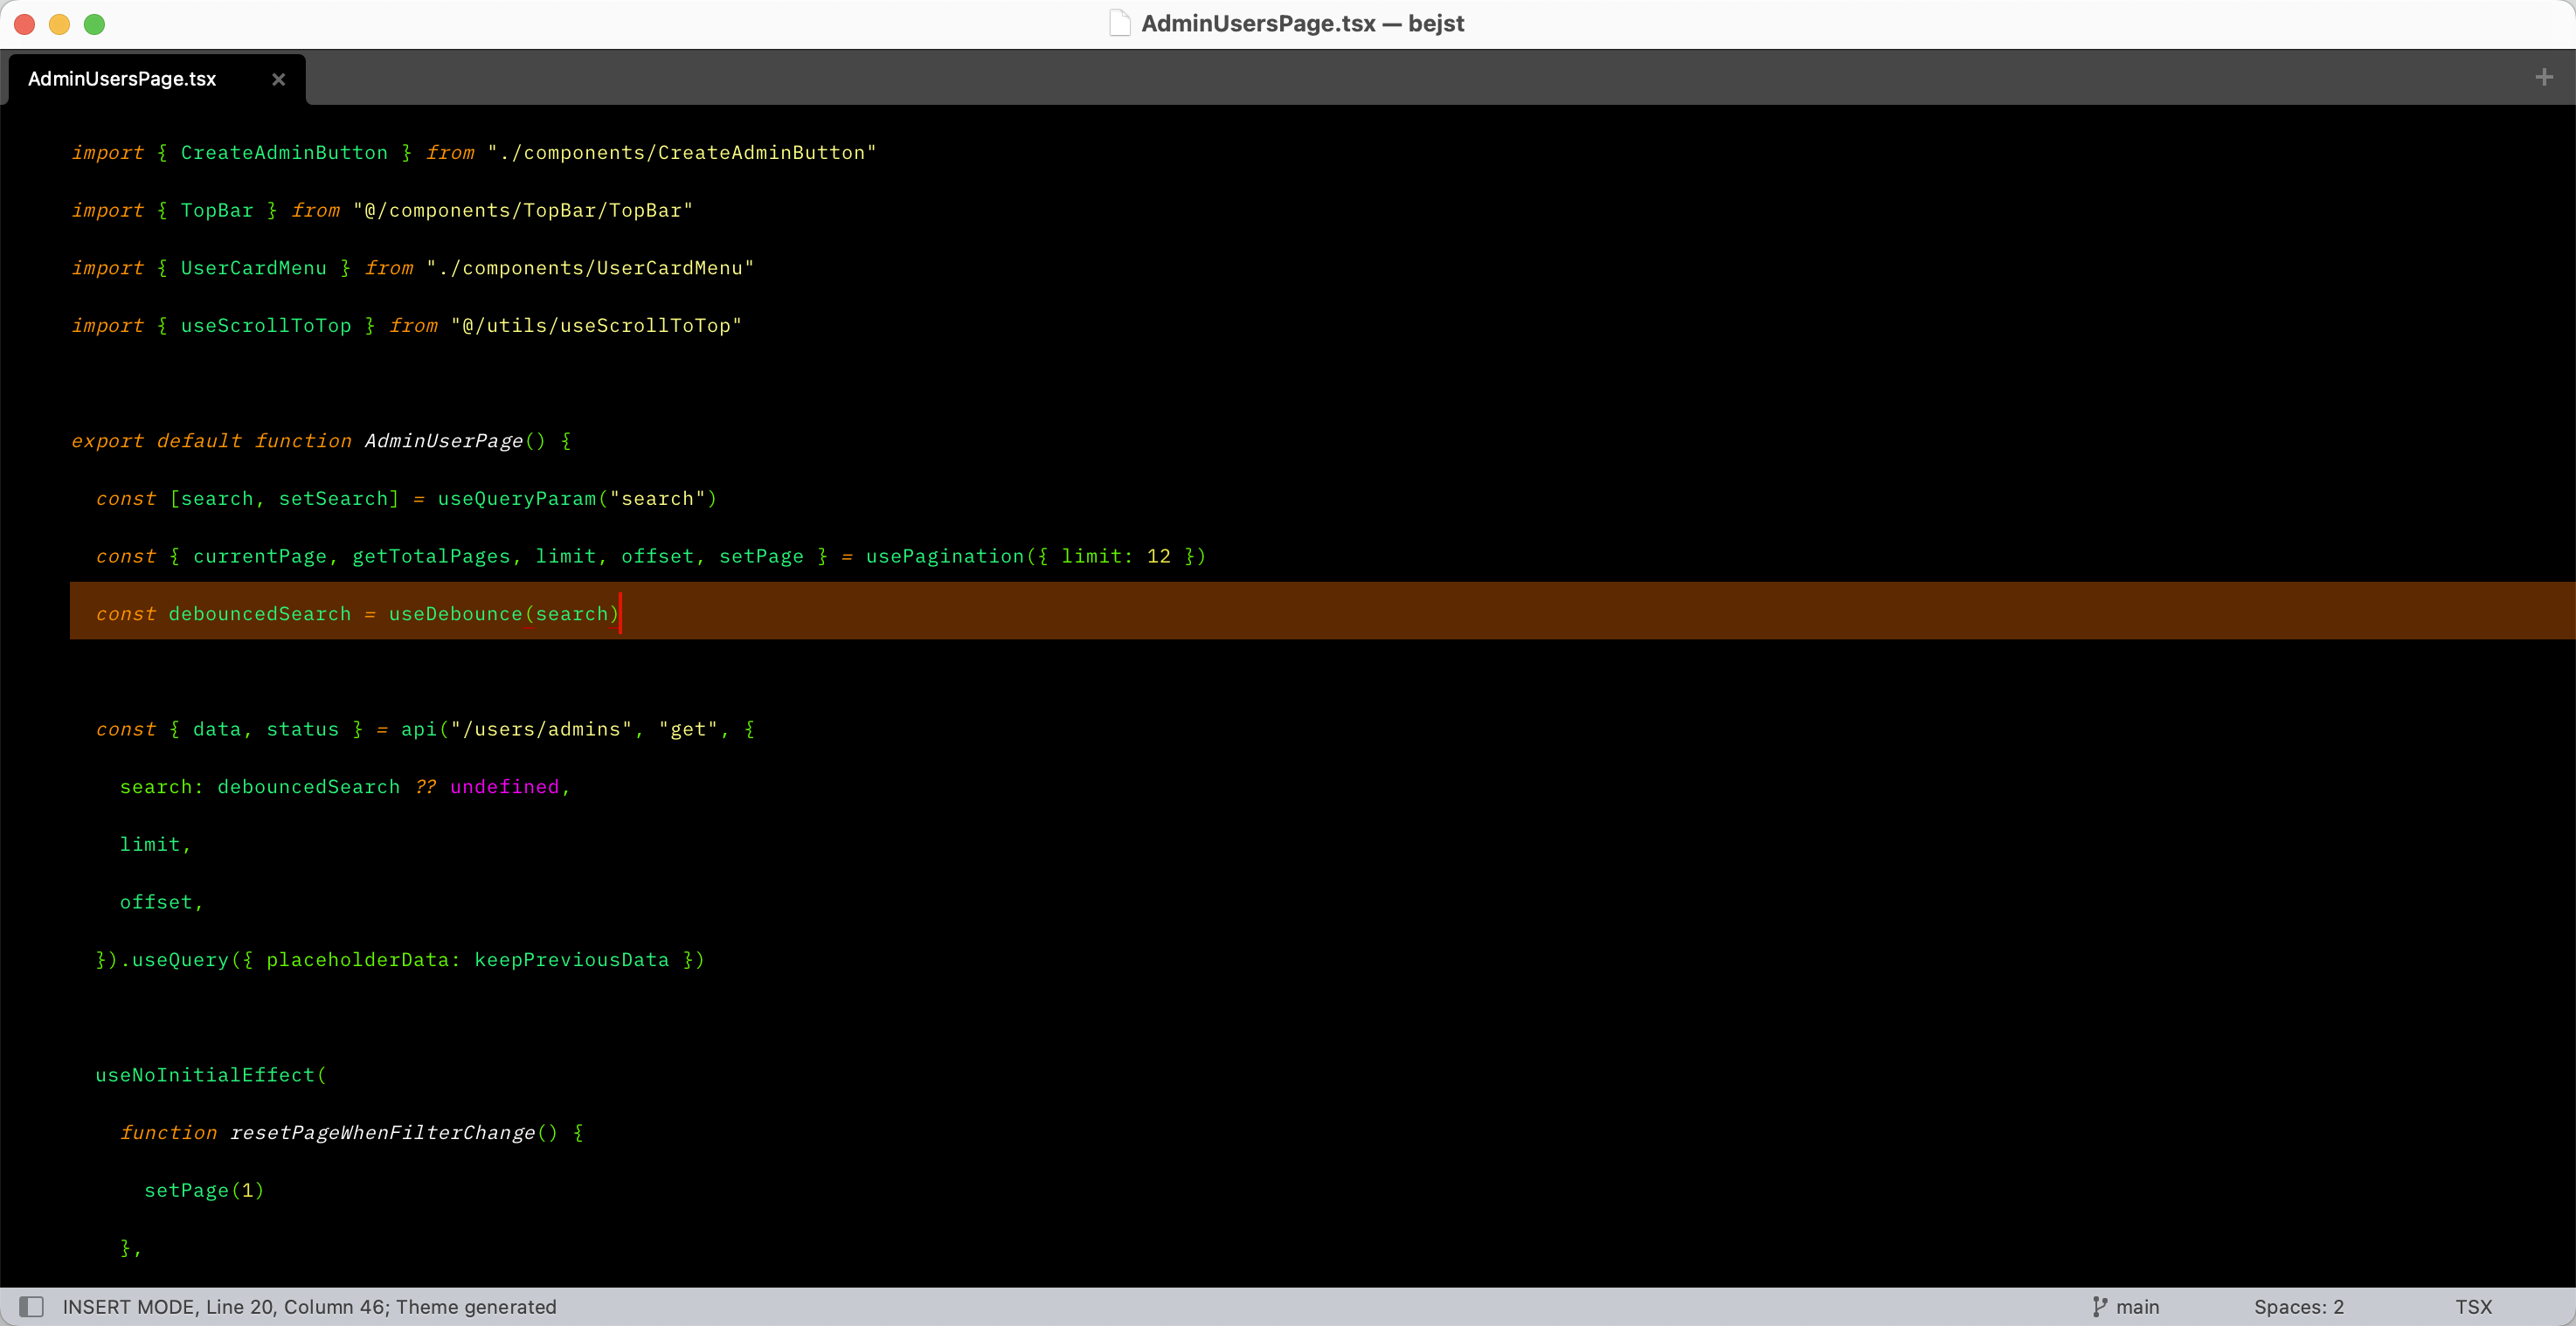 AdminUsersPage.tsx — bejst
AdminUsersPage.tsx
import { CreateAdminButton } from "./components/CreateAdminButton"
import { TopBar } from "@/components/TopBar/TopBar"
import { UserCardMenu } from "./components/UserCardMenu"
import { useScrollToTop } from "@/utils/useScrollToTop"
export default function AdminUserPage() {
const [search, setSearch] = useQueryParam("search")
const { currentPage, getTotalPages, limit, offset, setPage } = usePagination({ limit: 12 })
const debouncedSearch = useDebounce(search)
const { data, status } = api("/users/admins", "get", {
search: debouncedSearch ?? undefined,
limit,
offset,
}).useQuery({ placeholderData: keepPreviousData })
useNoInitialEffect(
function resetPageWhenFilterChange() {
setPage(1)
},
INSERT MODE, Line 20, Column 46; Theme generated
main
Spaces: 2
TSX